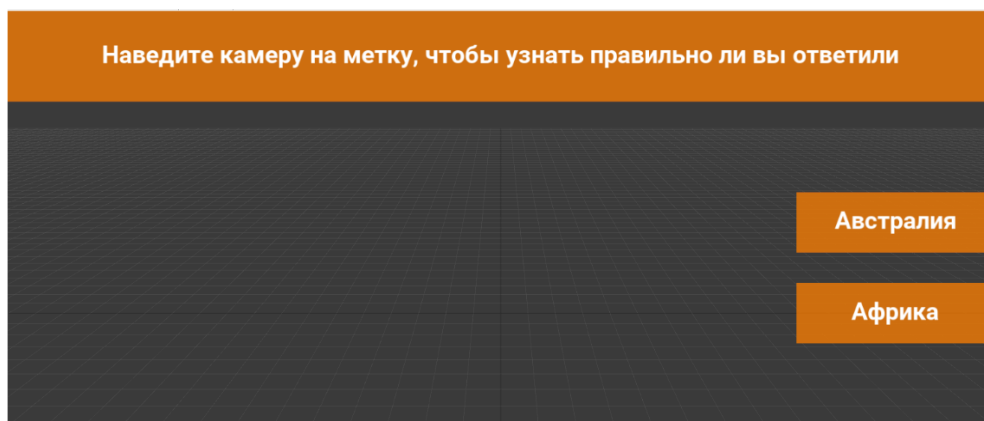 Наведите камеру на метку, чтобы узнать правильно ли вы ответили
Австралия
Африка